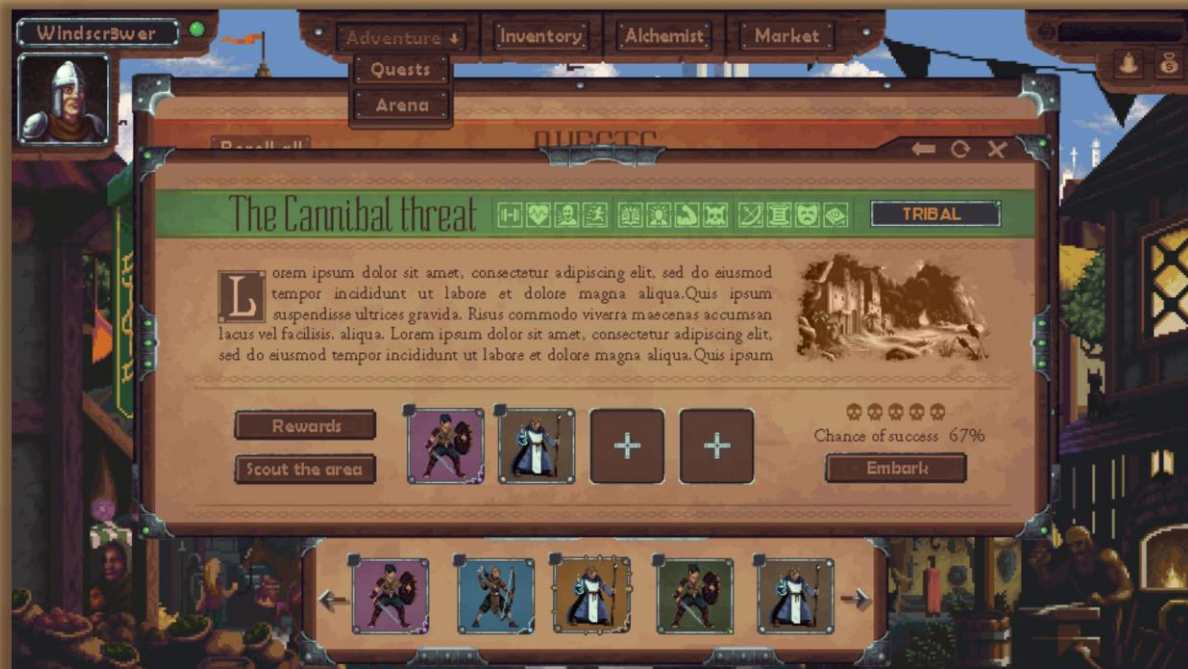 Windscr3wer
Adventure
Inventory
Alchemist
Market
Quests
Arena
Reroll all
QUESTS
The Cannibal threat
TRIBAL
Lorem ipsum dolor sit amet, consectetur adipiscing elit, sed do eiusmod
tempor incididunt ut labore et dolore magna aliqua.Quis ipsum
suspendisse ultrices gravida. Risus commodo viverra maecenas accumsan
lacus vel facilisis. aliqua. Lorem ipsum dolor sit amet, consectetur adipiscing elit,
sed do eiusmod tempor incididunt ut labore et dolore magna aliqua.Quis ipsum
Rewards
Scout the area
Chance of success 67%
Embark